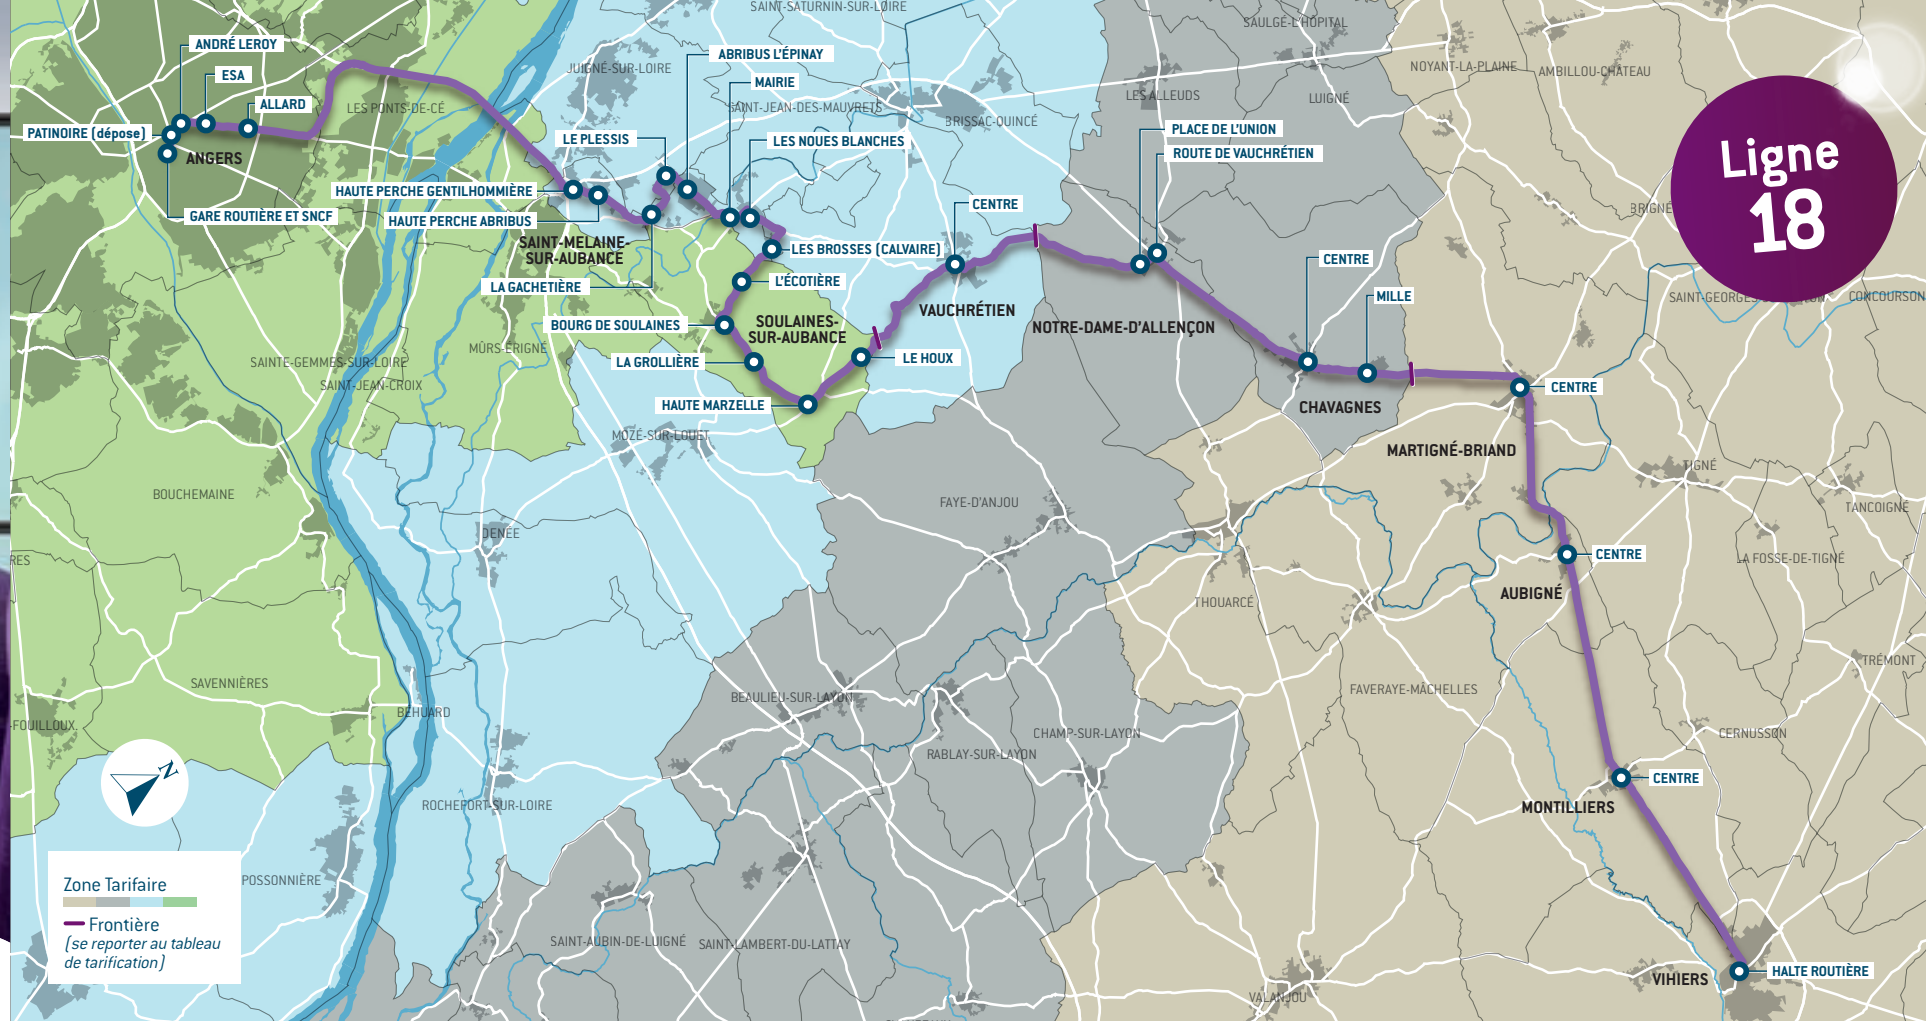 SAINT-SATURNIN-SUR-LOIRE
SAULGÉ-L'HÔPITAL
ANDRÉ LEROY
ABRIBUS L'ÉPINAY
JUIGNÉ-SUR-LOIRE
NOYANT-LA-PLAINE
AMBILLOU-CHÂTEAU
ESA
MAIRIE
ALLARD
LES PONTS-DE-CÉ
SAINT-JEAN-DES-MAUVRETS
BRISSAC-QUINCÉ
LES ALLEUDS
LUIGNÉ
PATINOIRE (dépose)
ANGERS
LE PLESSIS
LES NOUES BLANCHES
PLACE DE L'UNION
ROUTE DE VAUCHRÉTIEN
Ligne
18
HAUTE PERCHE GENTILHOMMIÈRE
GARE ROUTIÈRE ET SNCF
HAUTE PERCHE ABRIBUS
CENTRE
BRIGNÉ
SAINT-MELAINE-
SUR-AUBANCE
LES BROSSES (CALVAIRE)
CENTRE
LA GACHETIÈRE
L'ÉCOTIÈRE
MILLE
SAINT-GEORGES
CONCOURSON
BOURG DE SOULAINES
SOULAINES-
SUR-AUBANCE
VAUCHRÉTIEN
NOTRE-DAME-D'ALLENÇON
SAINTE-GEMMES-SUR-LOIRE
MÛRS-ÉRIGNÉ
LA GROLLIÈRE
LE HOUX
SAINT-JEAN-CROIX
CENTRE
HAUTE MARZELLE
CHAVAGNES
MOZÉ-SUR-LOUET
MARTIGNÉ-BRIAND
TIGNÉ
BOUCHEMAINE
FAYE-D'ANJOU
TANCOIGNÉ
DENÉE
CENTRE
LA FOSSE-DE-TIGNÉ
RES
AUBIGNÉ
THOUARCÉ
TRÉMONT
SAVENNIÈRES
BEAULIEU-SUR-LAYON
FAVERAYE-MÂCHELLES
BÉHUARD
-FOUILLOUX
CHAMP-SUR-LAYON
CERNUSSON
RABLAY-SUR-LAYON
N
CENTRE
ROCHEFORT-SUR-LOIRE
MONTILLIERS
POSSONNIÈRE
Zone Tarifaire
Frontière
(se reporter au tableau
de tarification)
SAINT-AUBIN-DE-LUIGNÉ
SAINT-LAMBERT-DU-LATTAY
VIHIERS
HALTE ROUTIÈRE
VALANJOU